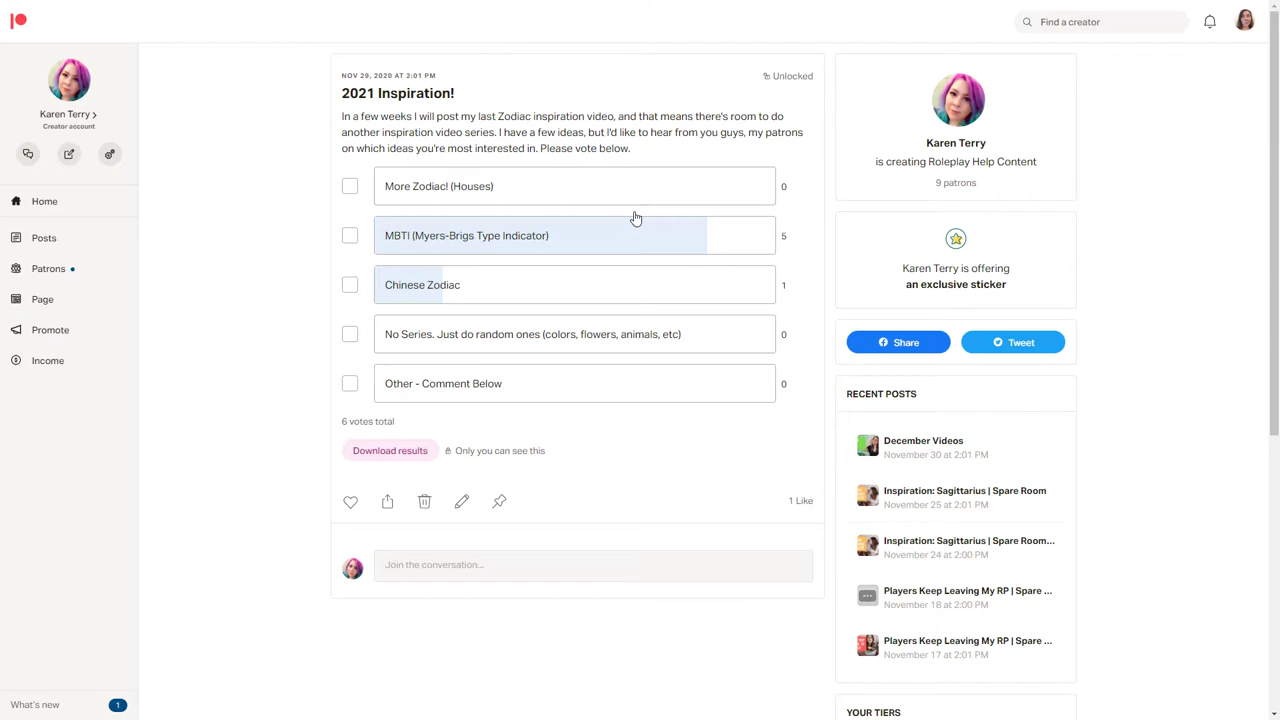 Find a creator
Karen Terry
Creator account
Home
Posts
Patrons
Page
Promote
Income
What's new
1
NOV 29, 2020 AT 2:01 PM
Unlocked
2021 Inspiration!
In a few weeks I will post my last Zodiac inspiration video, and that means there's room to do
another inspiration video series. I have a few ideas, but I'd like to hear from you guys, my patrons
on which ideas you're most interested in. Please vote below.
More Zodiac! (Houses)
0
MBTI (Myers-Brigs Type Indicator)
5
Chinese Zodiac
1
No Series. Just do random ones (colors, flowers, animals, etc)
0
Other - Comment Below
0
6 votes total
Download results
Only you can see this
1 Like
Join the conversation...
Karen Terry
is creating Roleplay Help Content
9 patrons
Karen Terry is offering
an exclusive sticker
Share
Tweet
RECENT POSTS
December Videos
November 30 at 2:01 PM
Inspiration: Sagittarius | Spare Room
November 25 at 2:01 PM
Inspiration: Sagittarius | Spare Room...
November 24 at 2:00 PM
Players Keep Leaving My RP | Spare ...
November 18 at 2:00 PM
Players Keep Leaving My RP | Spare ...
November 17 at 2:01 PM
YOUR TIERS